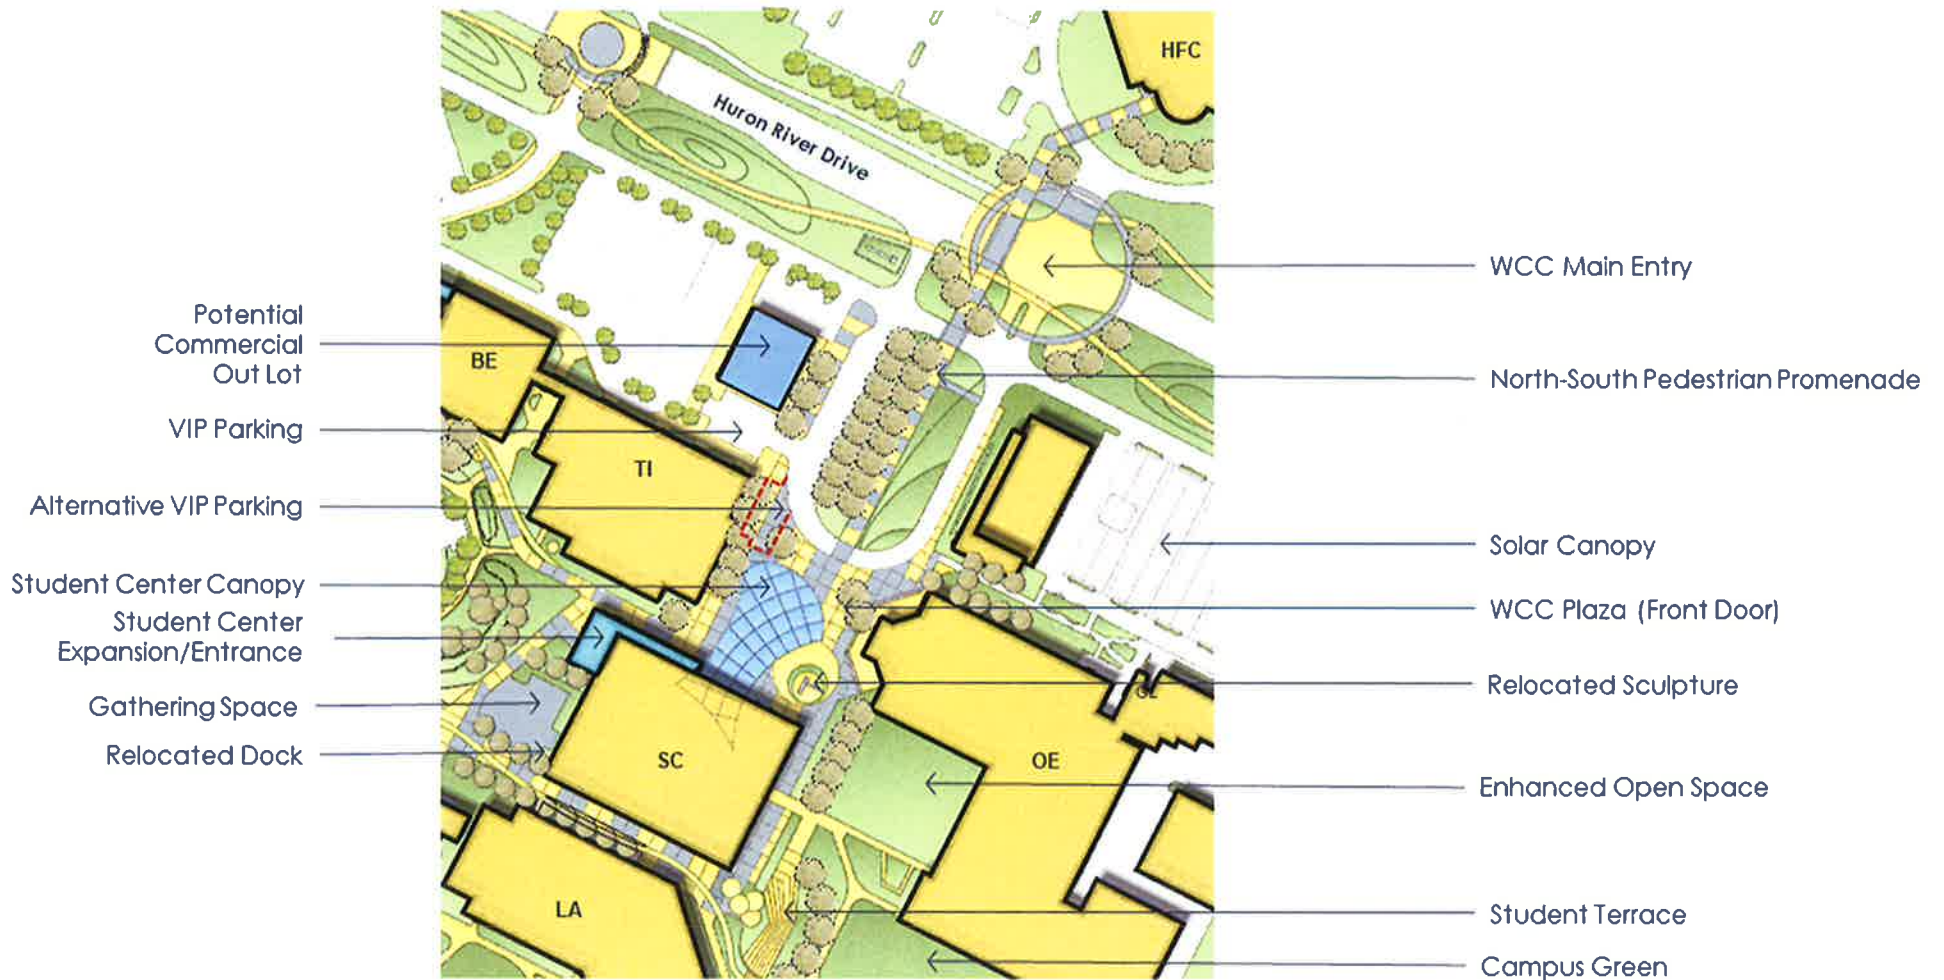 HFC
Huron River Drive
WCC Main Entry
Potential
Commercial
Out Lot
BE
North-South Pedestrian Promenade
VIP Parking
TI
Alternative VIP Parking
Solar Canopy
Student Center Canopy
WCC Plaza (Front Door)
Student Center
Expansion/Entrance
Relocated Sculpture
Gathering Space
Relocated Dock
SC
OE
Enhanced Open Space
LA
Student Terrace
Campus Green